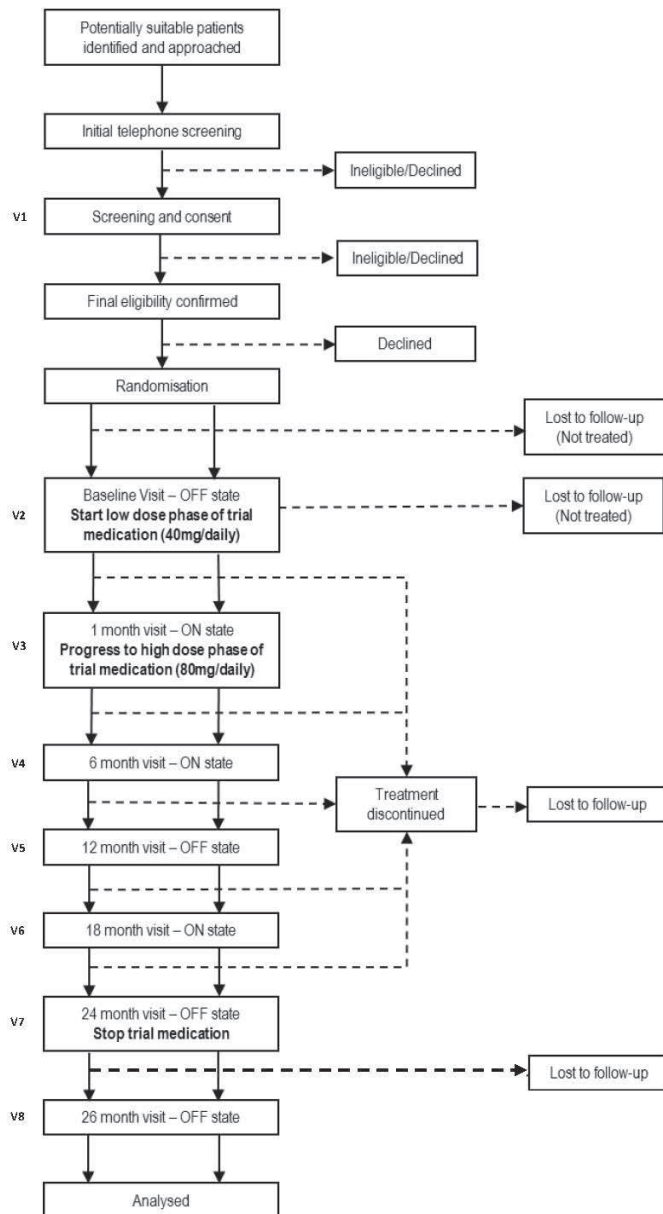 Potentially suitable patients
identified and approached
Initial telephone screening
Ineligible/Declined
V1
Screening and consent
Ineligible/Declined
Final eligibility confirmed
Declined
Randomisation
Lost to follow-up
(Not treated)
V2
Baseline Visit – OFF state
Start low dose phase of trial
medication (40mg/daily)
Lost to follow-up
(Not treated)
V3
1 month visit – ON state
Progress to high dose phase of
trial medication (80mg/daily)
V4
6 month visit – ON state
Treatment
discontinued
Lost to follow-up
V5
12 month visit – OFF state
V6
18 month visit – ON state
V7
24 month visit – OFF state
Stop trial medication
Lost to follow-up
V8
26 month visit – OFF state
Analysed